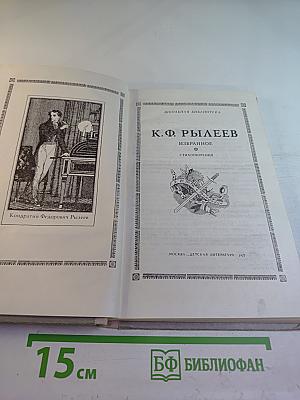 Кондратий Федорович Рылеев
ШКОЛЬНАЯ БИБЛИОТЕКА
К.Ф. РЫЛЕЕВ
ИЗБРАННОЕ
СТИХОТВОРЕНИЯ
МОСКВА «ДЕТСКАЯ ЛИТЕРАТУРА»
15 см
БФ БИБЛИОФАН